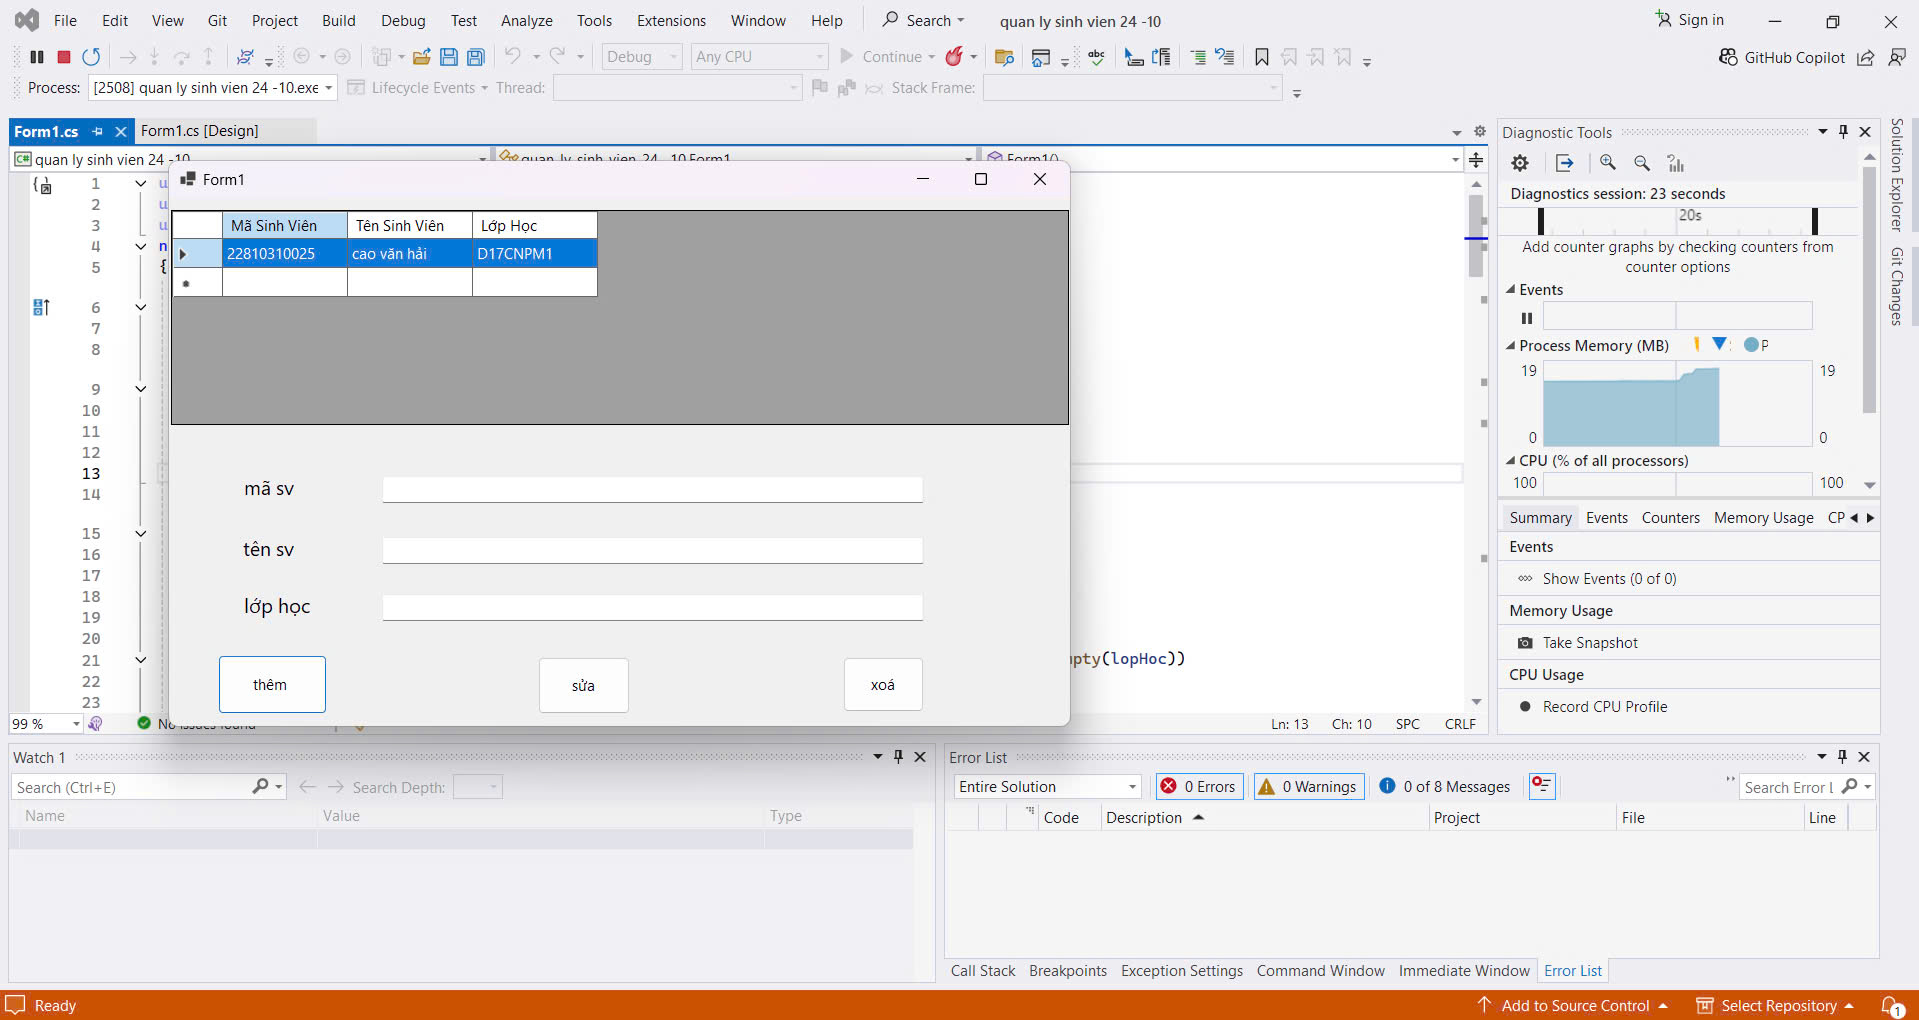 File Edit View Git Project Build Debug Test Analyze Tools Extensions Window Help Search quan ly sinh vien 24 -10 Sign in
Debug Any CPU Continue abc GitHub Copilot
Process: [2508] quan ly sinh vien 24 -10.exe Lifecycle Events Thread: Stack Frame:
Form1.cs Form1.cs [Design]
C# quan ly sinh vien 24 -10 quan_ly_sinh_vien_24__10.Form1 Form1()
1
2
3
4
5
6
7
8
9
10
11
12
13
14
15
16
17
18
19
20
21
22
23
Form1
Mã Sinh Viên Tên Sinh Viên Lớp Học
22810310025 cao văn hải D17CNPM1
mã sv
tên sv
lớp học
thêm sửa xoá
pty(lopHoc))
99 % No issues found Ln: 13 Ch: 10 SPC CRLF
Diagnostic Tools
Diagnostics session: 23 seconds
20s
Add counter graphs by checking counters from
counter options
Events
Process Memory (MB) P
19 19
0 0
CPU (% of all processors)
100 100
Summary Events Counters Memory Usage CP
Events
Show Events (0 of 0)
Memory Usage
Take Snapshot
CPU Usage
Record CPU Profile
Solution Explorer
Git Changes
Watch 1
Search (Ctrl+E) Search Depth:
Name Value Type
Error List
Entire Solution 0 Errors 0 Warnings 0 of 8 Messages Search Error L
Code Description Project File Line
Call Stack Breakpoints Exception Settings Command Window Immediate Window Error List
Ready Add to Source Control Select Repository 1